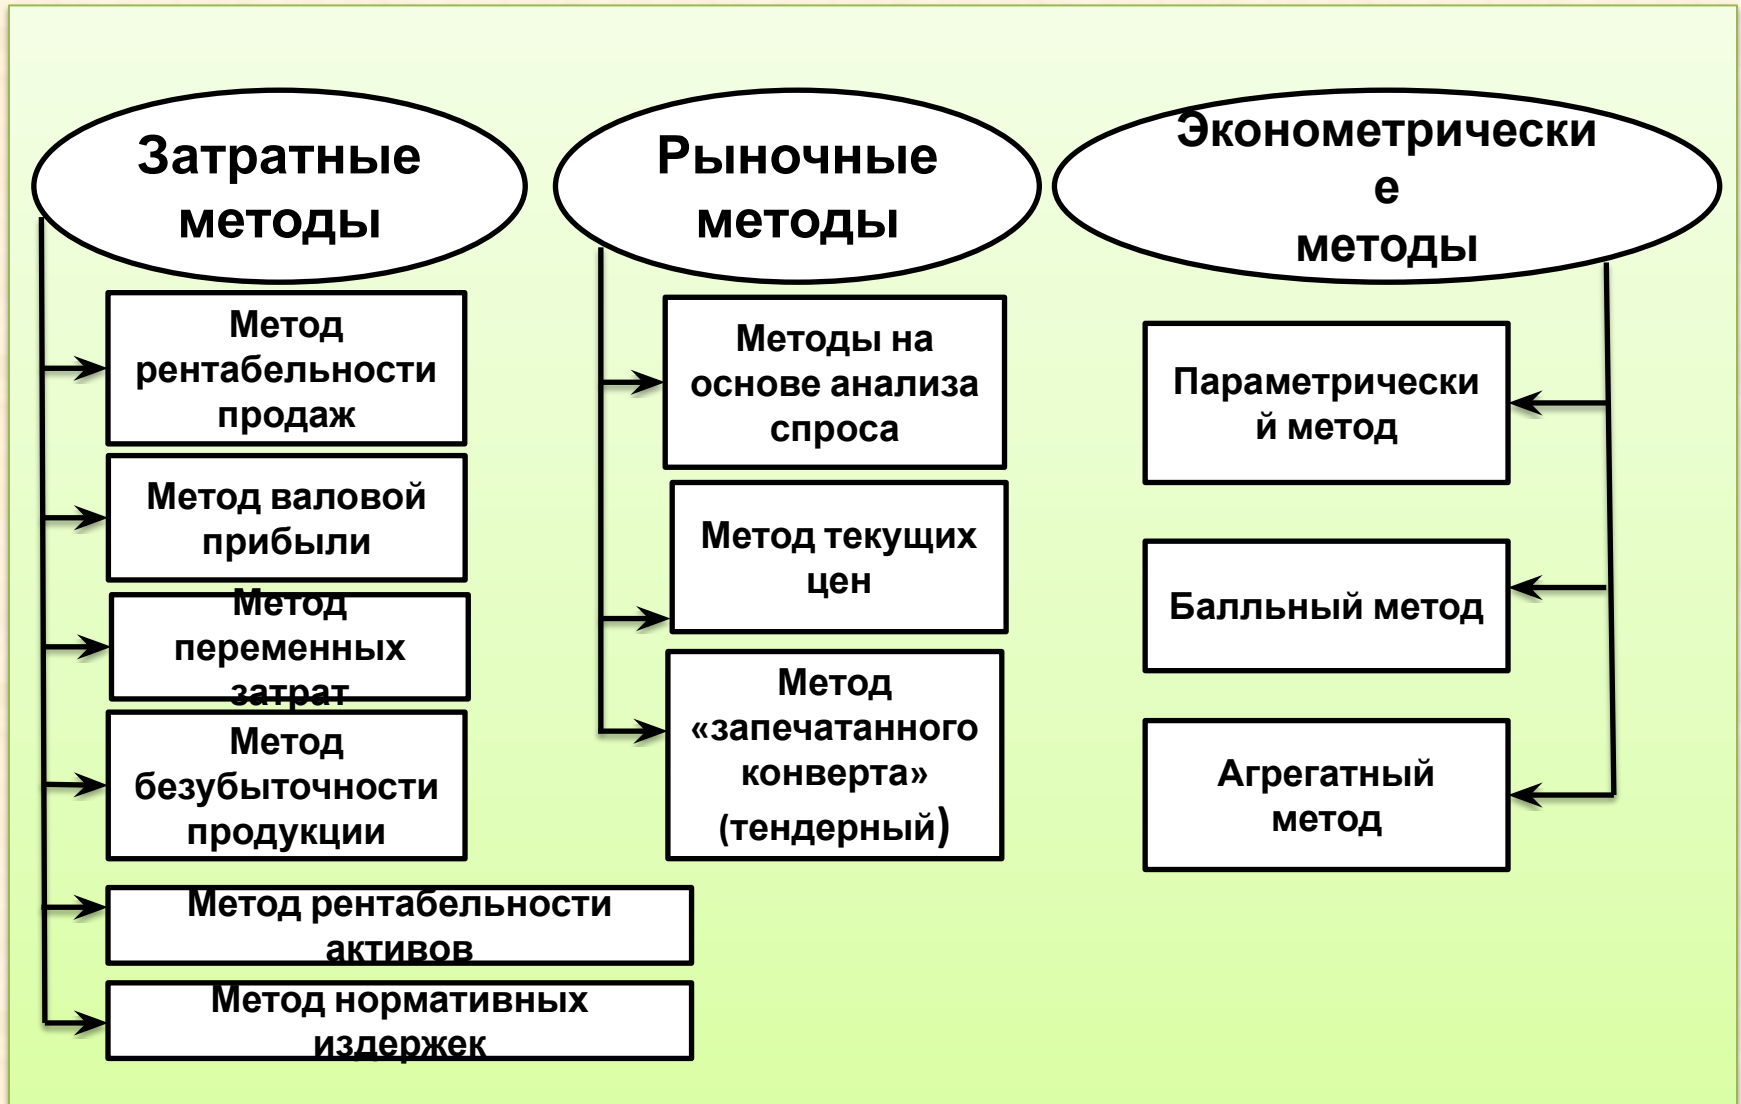 Затратные
методы
Метод
рентабельности
продаж
Метод валовой
прибыли
Метод
переменных
затрат
Метод
безубыточности
продукции
Метод рентабельности
активов
Метод нормативных
издержек
Рыночные
методы
Методы на
основе анализа
спроса
Метод текущих
цен
Метод
«запечатанного
конверта»
(тендерный)
Эконометрически
е
методы
Параметрически
й метод
Балльный метод
Агрегатный
метод